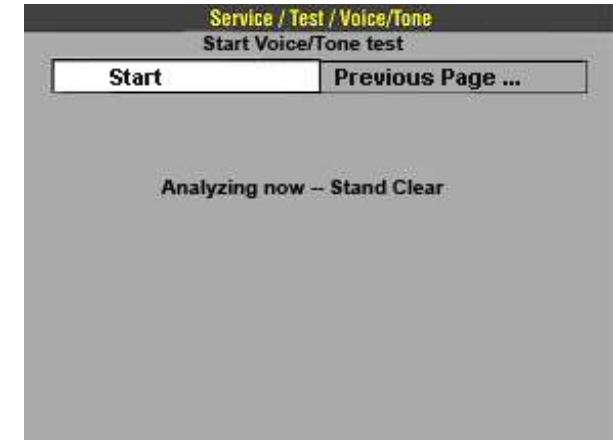 Service / Test / Voice/Tone
Start Voice/Tone test
Start Previous Page ...
Analyzing now -- Stand Clear